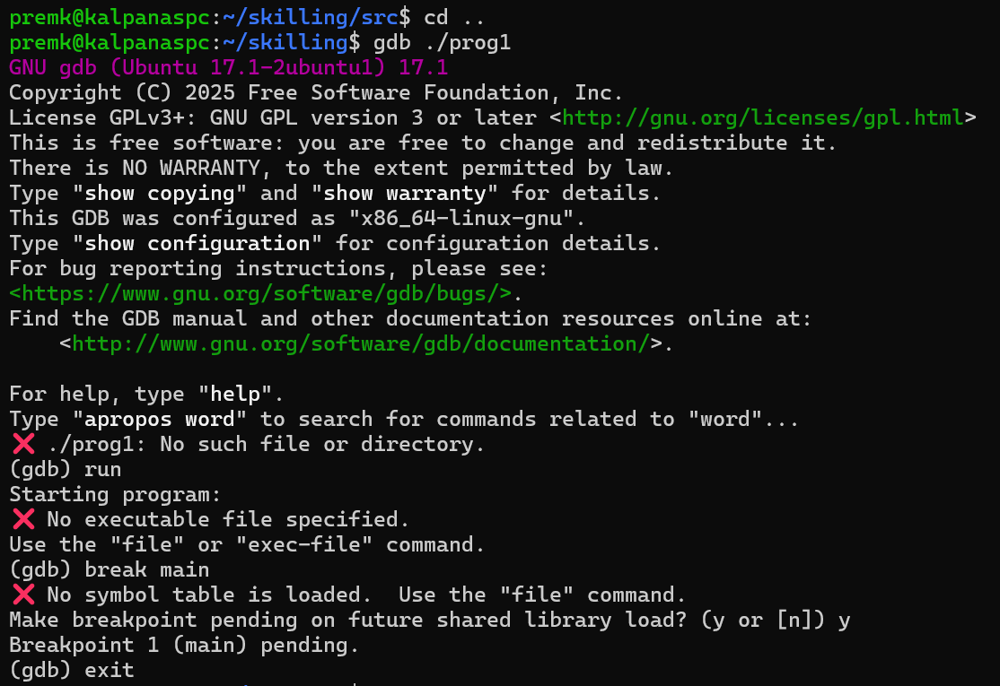 premk@kalpanaspc:~/skilling/src$ cd ..
premk@kalpanaspc:~/skilling$ gdb ./prog1
GNU gdb (Ubuntu 17.1-2ubuntu1) 17.1
Copyright (C) 2025 Free Software Foundation, Inc.
License GPLv3+: GNU GPL version 3 or later <http://gnu.org/licenses/gpl.html>
This is free software: you are free to change and redistribute it.
There is NO WARRANTY, to the extent permitted by law.
Type "show copying" and "show warranty" for details.
This GDB was configured as "x86_64-linux-gnu".
Type "show configuration" for configuration details.
For bug reporting instructions, please see:
<https://www.gnu.org/software/gdb/bugs/>.
Find the GDB manual and other documentation resources online at:
    <http://www.gnu.org/software/gdb/documentation/>.

For help, type "help".
Type "apropos word" to search for commands related to "word"...
❌ ./prog1: No such file or directory.
(gdb) run
Starting program:
❌ No executable file specified.
Use the "file" or "exec-file" command.
(gdb) break main
❌ No symbol table is loaded.  Use the "file" command.
Make breakpoint pending on future shared library load? (y or [n]) y
Breakpoint 1 (main) pending.
(gdb) exit